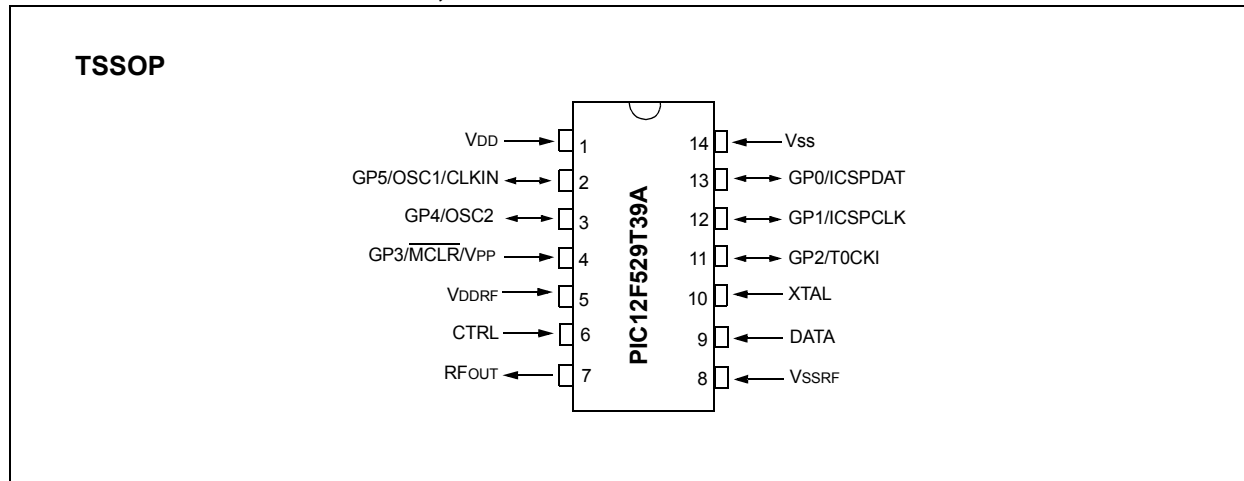 TSSOP
VDD 1
GP5/OSC1/CLKIN 2
GP4/OSC2 3
GP3/MCLR/VPP 4
VDDRF 5
CTRL 6
RFOUT 7
PIC12F529T39A
14 Vss
13 GP0/ICSPDAT
12 GP1/ICSPCLK
11 GP2/T0CKI
10 XTAL
9 DATA
8 VSSRF